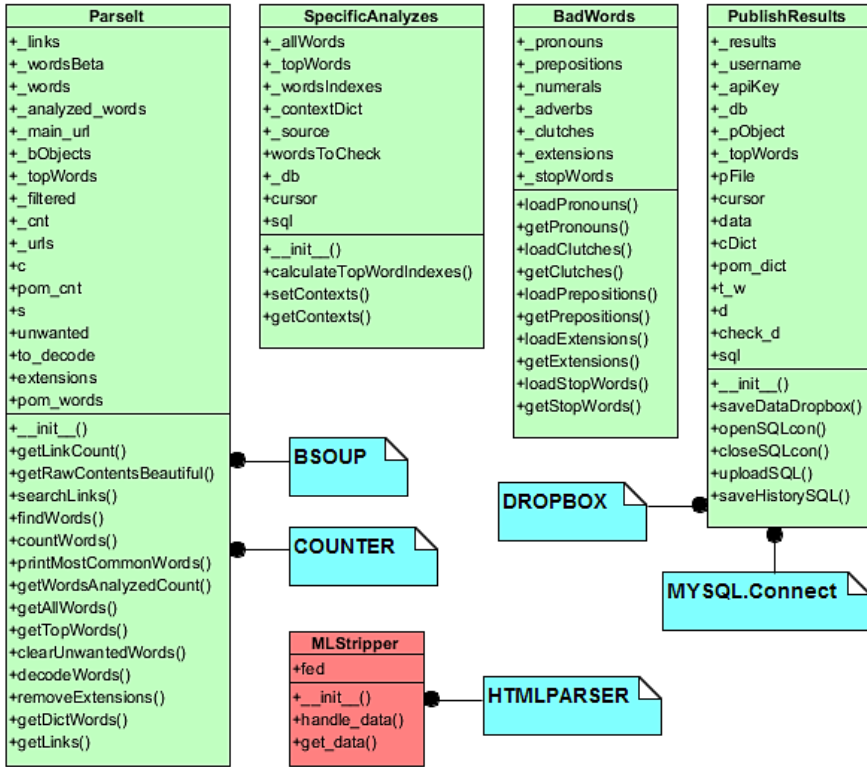 ParseIt
+_links
+_wordsBeta
+_words
+_analyzed_words
+_main_url
+_bObjects
+_topWords
+_filtered
+_cnt
+_urls
+c
+pom_cnt
+s
+unwanted
+to_decode
+extensions
+pom_words
+__init__()
+getLinkCount()
+getRawContentsBeautiful()
+searchLinks()
+findWords()
+countWords()
+printMostCommonWords()
+getWordsAnalyzedCount()
+getAllWords()
+getTopWords()
+clearUnwantedWords()
+decodeWords()
+removeExtensions()
+getDictWords()
+getLinks()
SpecificAnalyzes
+_allWords
+_topWords
+_wordsIndexes
+_contextDict
+_source
+wordsToCheck
+_db
+cursor
+sql
+__init__()
+calculateTopWordIndexes()
+setContexts()
+getContexts()
BadWords
+_pronouns
+_prepositions
+_numerals
+_adverbs
+_clutches
+_extensions
+_stopWords
+loadPronouns()
+getPronouns()
+loadClutches()
+getClutches()
+loadPrepositions()
+getPrepositions()
+loadExtensions()
+getExtensions()
+loadStopWords()
+getStopWords()
PublishResults
+_results
+_username
+_apiKey
+_db
+_pObject
+_topWords
+pFile
+cursor
+data
+cDict
+pom_dict
+t_w
+d
+check_d
+sql
+__init__()
+saveDataDropbox()
+openSQLcon()
+closeSQLcon()
+uploadSQL()
+saveHistorySQL()
BSOUP
COUNTER
DROPBOX
MYSQL.Connect
MLStripper
+fed
+__init__()
+handle_data()
+get_data()
HTMLPARSER